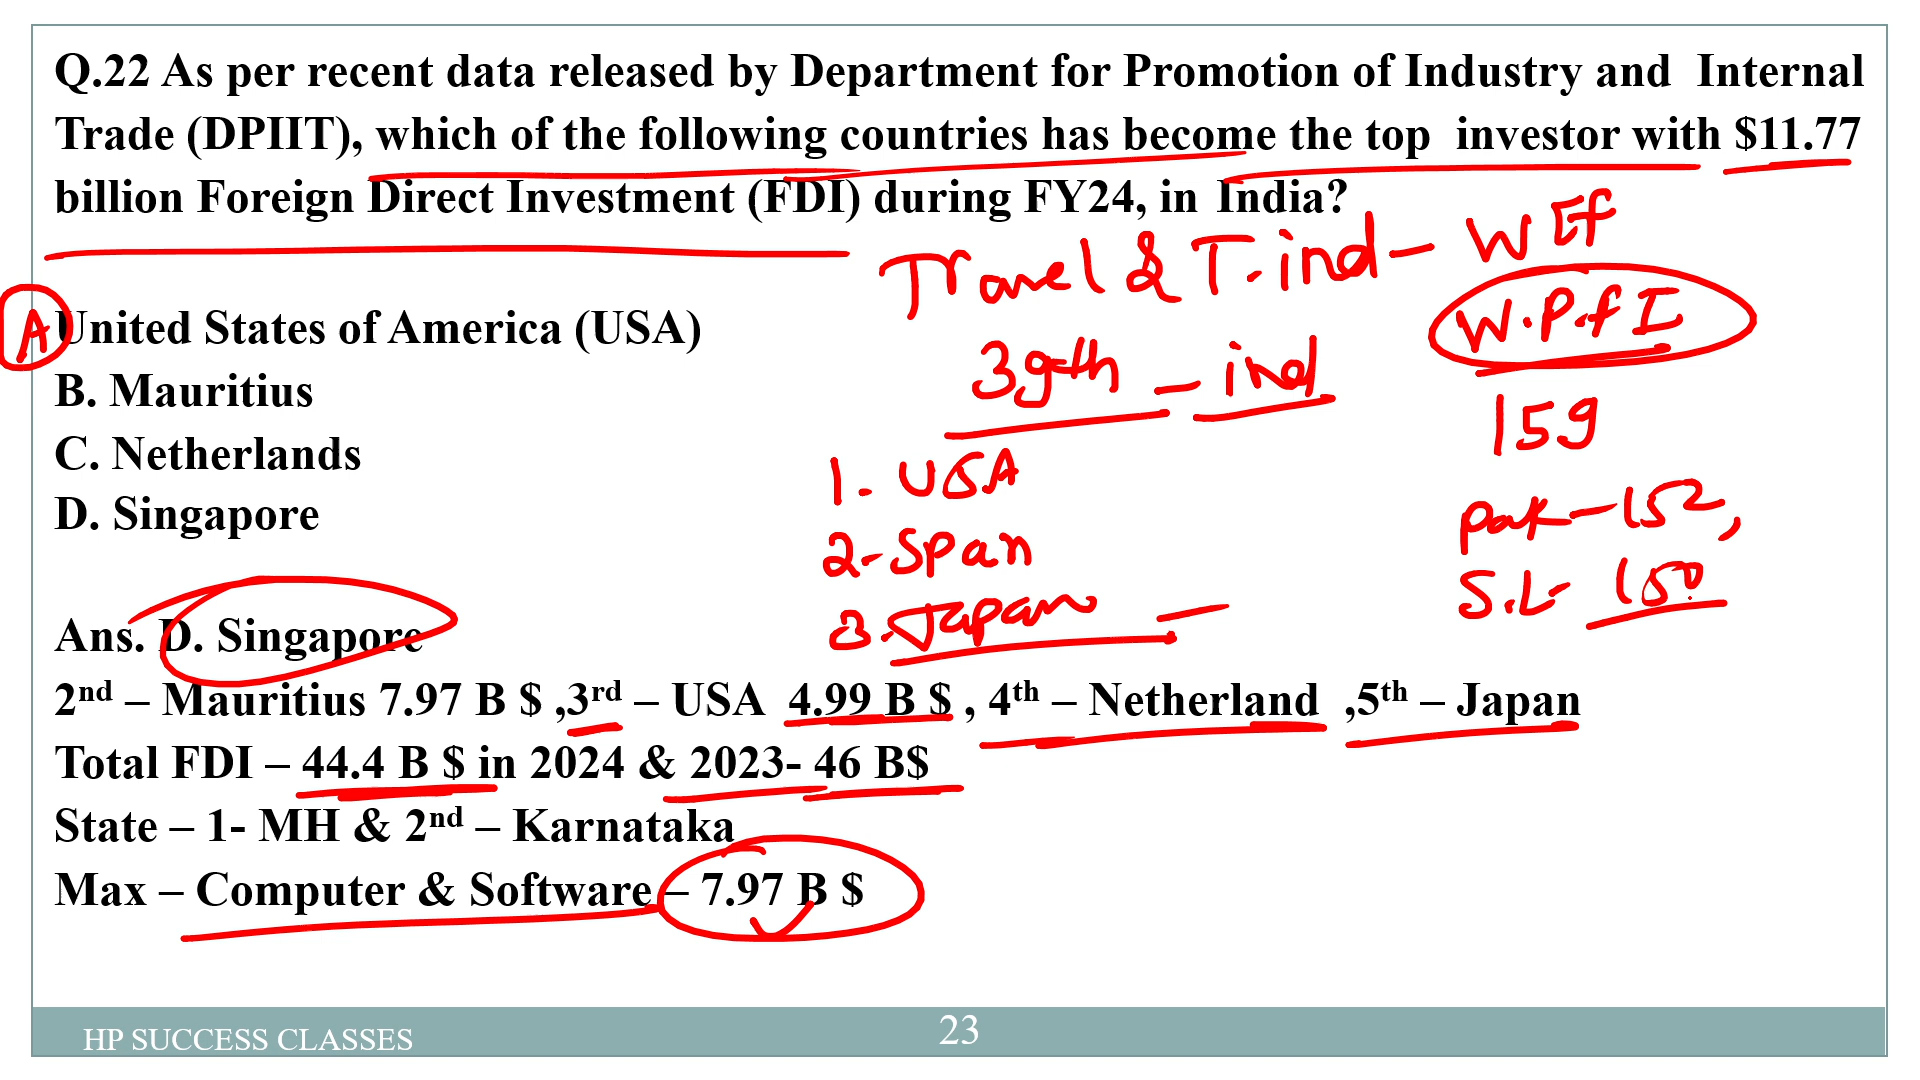 Q.22 As per recent data released by Department for Promotion of Industry and Internal
Trade (DPIIT), which of the following countries has become the top investor with $11.77
billion Foreign Direct Investment (FDI) during FY24, in India?
Travel & T. ind - WEf
W.P.f I
A United States of America (USA)
39th - ind
B. Mauritius
159
C. Netherlands
1- USA
D. Singapore
Pak - 152,
2- Span
S.L - 150
3. Japan -
Ans. D. Singapore
2nd – Mauritius 7.97 B $ ,3rd – USA 4.99 B $ , 4th – Netherland ,5th – Japan
Total FDI – 44.4 B $ in 2024 & 2023- 46 B$
State – 1- MH & 2nd – Karnataka
Max – Computer & Software – 7.97 B $
HP SUCCESS CLASSES
23